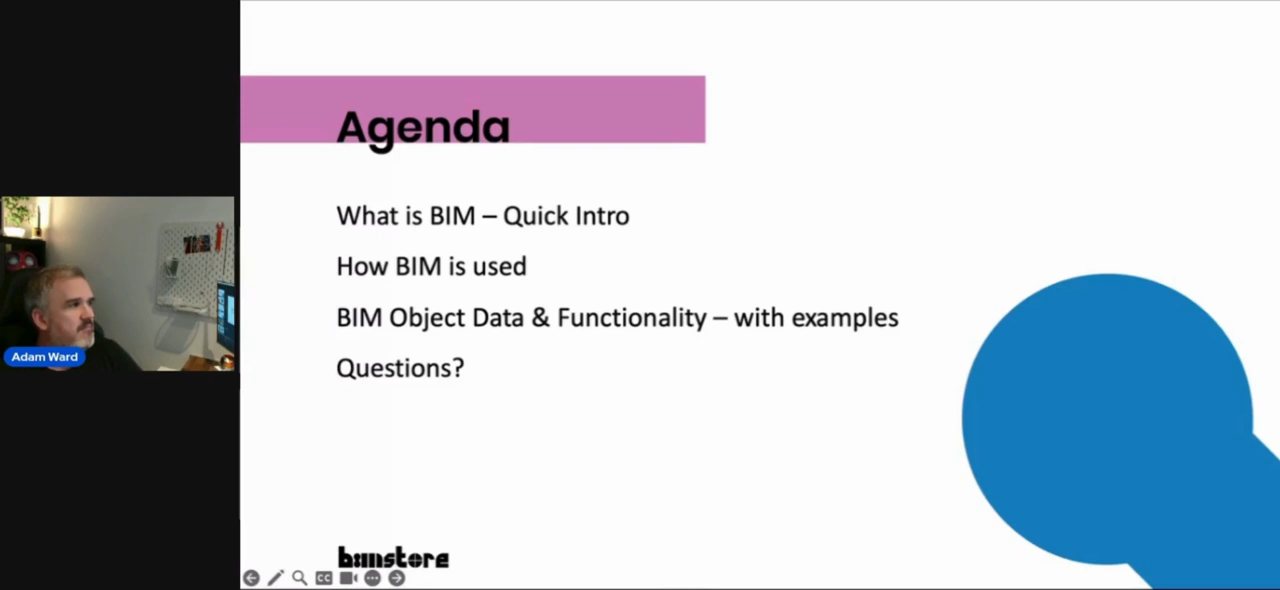 Agenda
What is BIM – Quick Intro
How BIM is used
BIM Object Data & Functionality – with examples
Questions?
Adam Ward
bimstore
CC